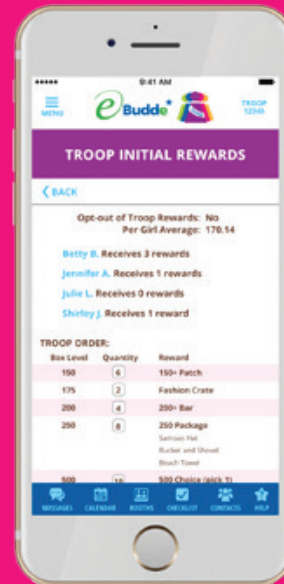 9:41 AM
MENU
eBudde
TROOP
12345
TROOP INITIAL REWARDS
BACK
Opt-out of Troop Rewards: No
Per Girl Average: 170.14
Betty B. Receives 3 rewards
Jennifer A. Receives 1 rewards
Julie L. Receives 0 rewards
Shirley J. Receives 1 reward
TROOP ORDER:
Box Level Quantity Reward
150 6 150+ Patch
175 2 Fashion Crate
200 4 200+ Bar
250 8 250 Package
Samoas Hat
Bucket and Shovel
Beach Towel
500 10 500 Choice (pick 1)
MESSAGES CALENDAR BOOTHS CHECKLIST CONTACTS HELP